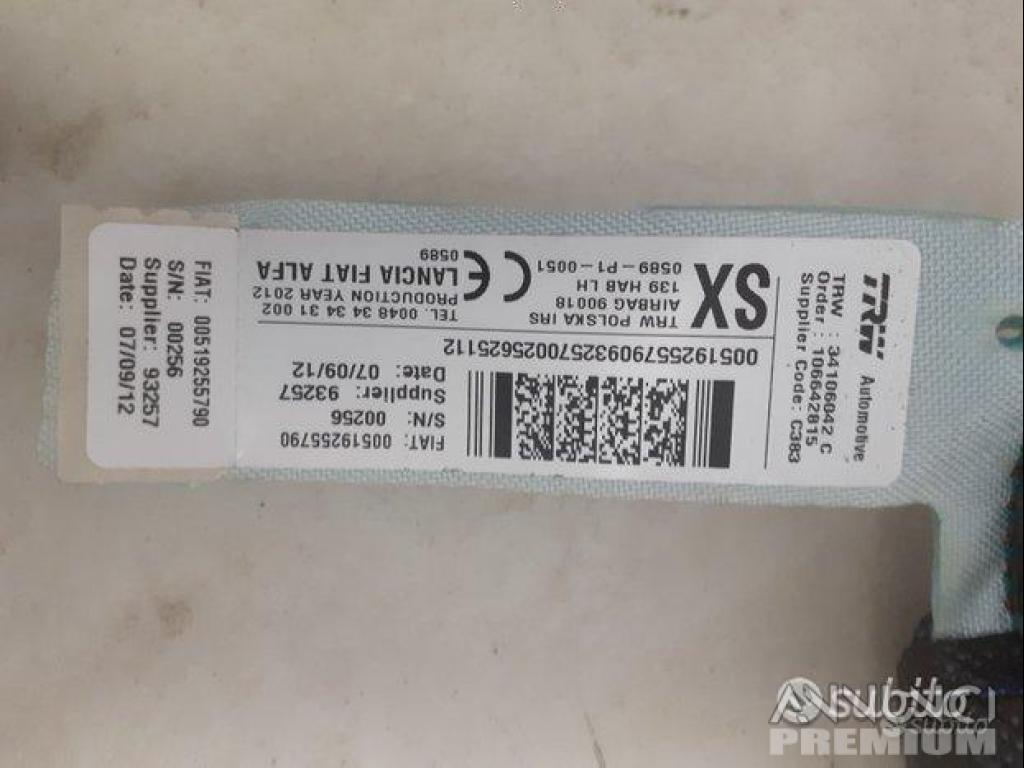 FIAT: 00519255790
S/N: 00256
Supplier: 93257
Date: 07/09/12
TRW Automotive
TRW : 34106042 C
Order : 106642815
Supplier Code: C383
SX
TRW POLSKA IRS
AIRBAG 90018
139 HAB LH
0589-P1-0051
CE
0589
TEL. 0048 34 34 31 002
PRODUCTION YEAR 2012
LANCIA FIAT ALFA
00519255790932570025625112
FIAT: 00519255790
S/N: 00256
Supplier: 93257
Date: 07/09/12
subito
PREMIUM